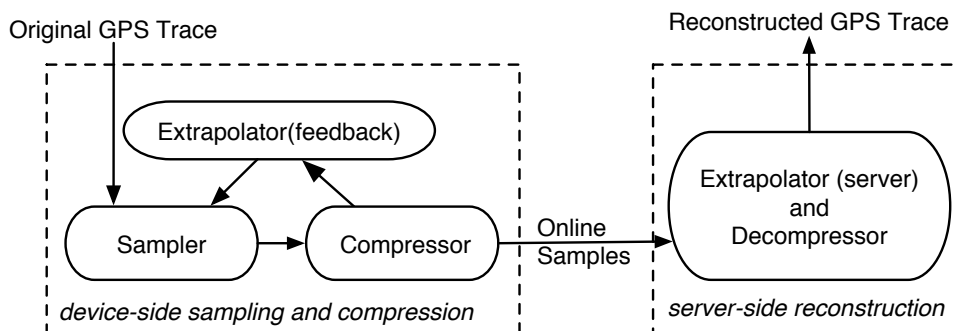 Original GPS Trace
Reconstructed GPS Trace
Extrapolator(feedback)
Sampler
Compressor
Online
Samples
Extrapolator (server)
and
Decompressor
device-side sampling and compression
server-side reconstruction